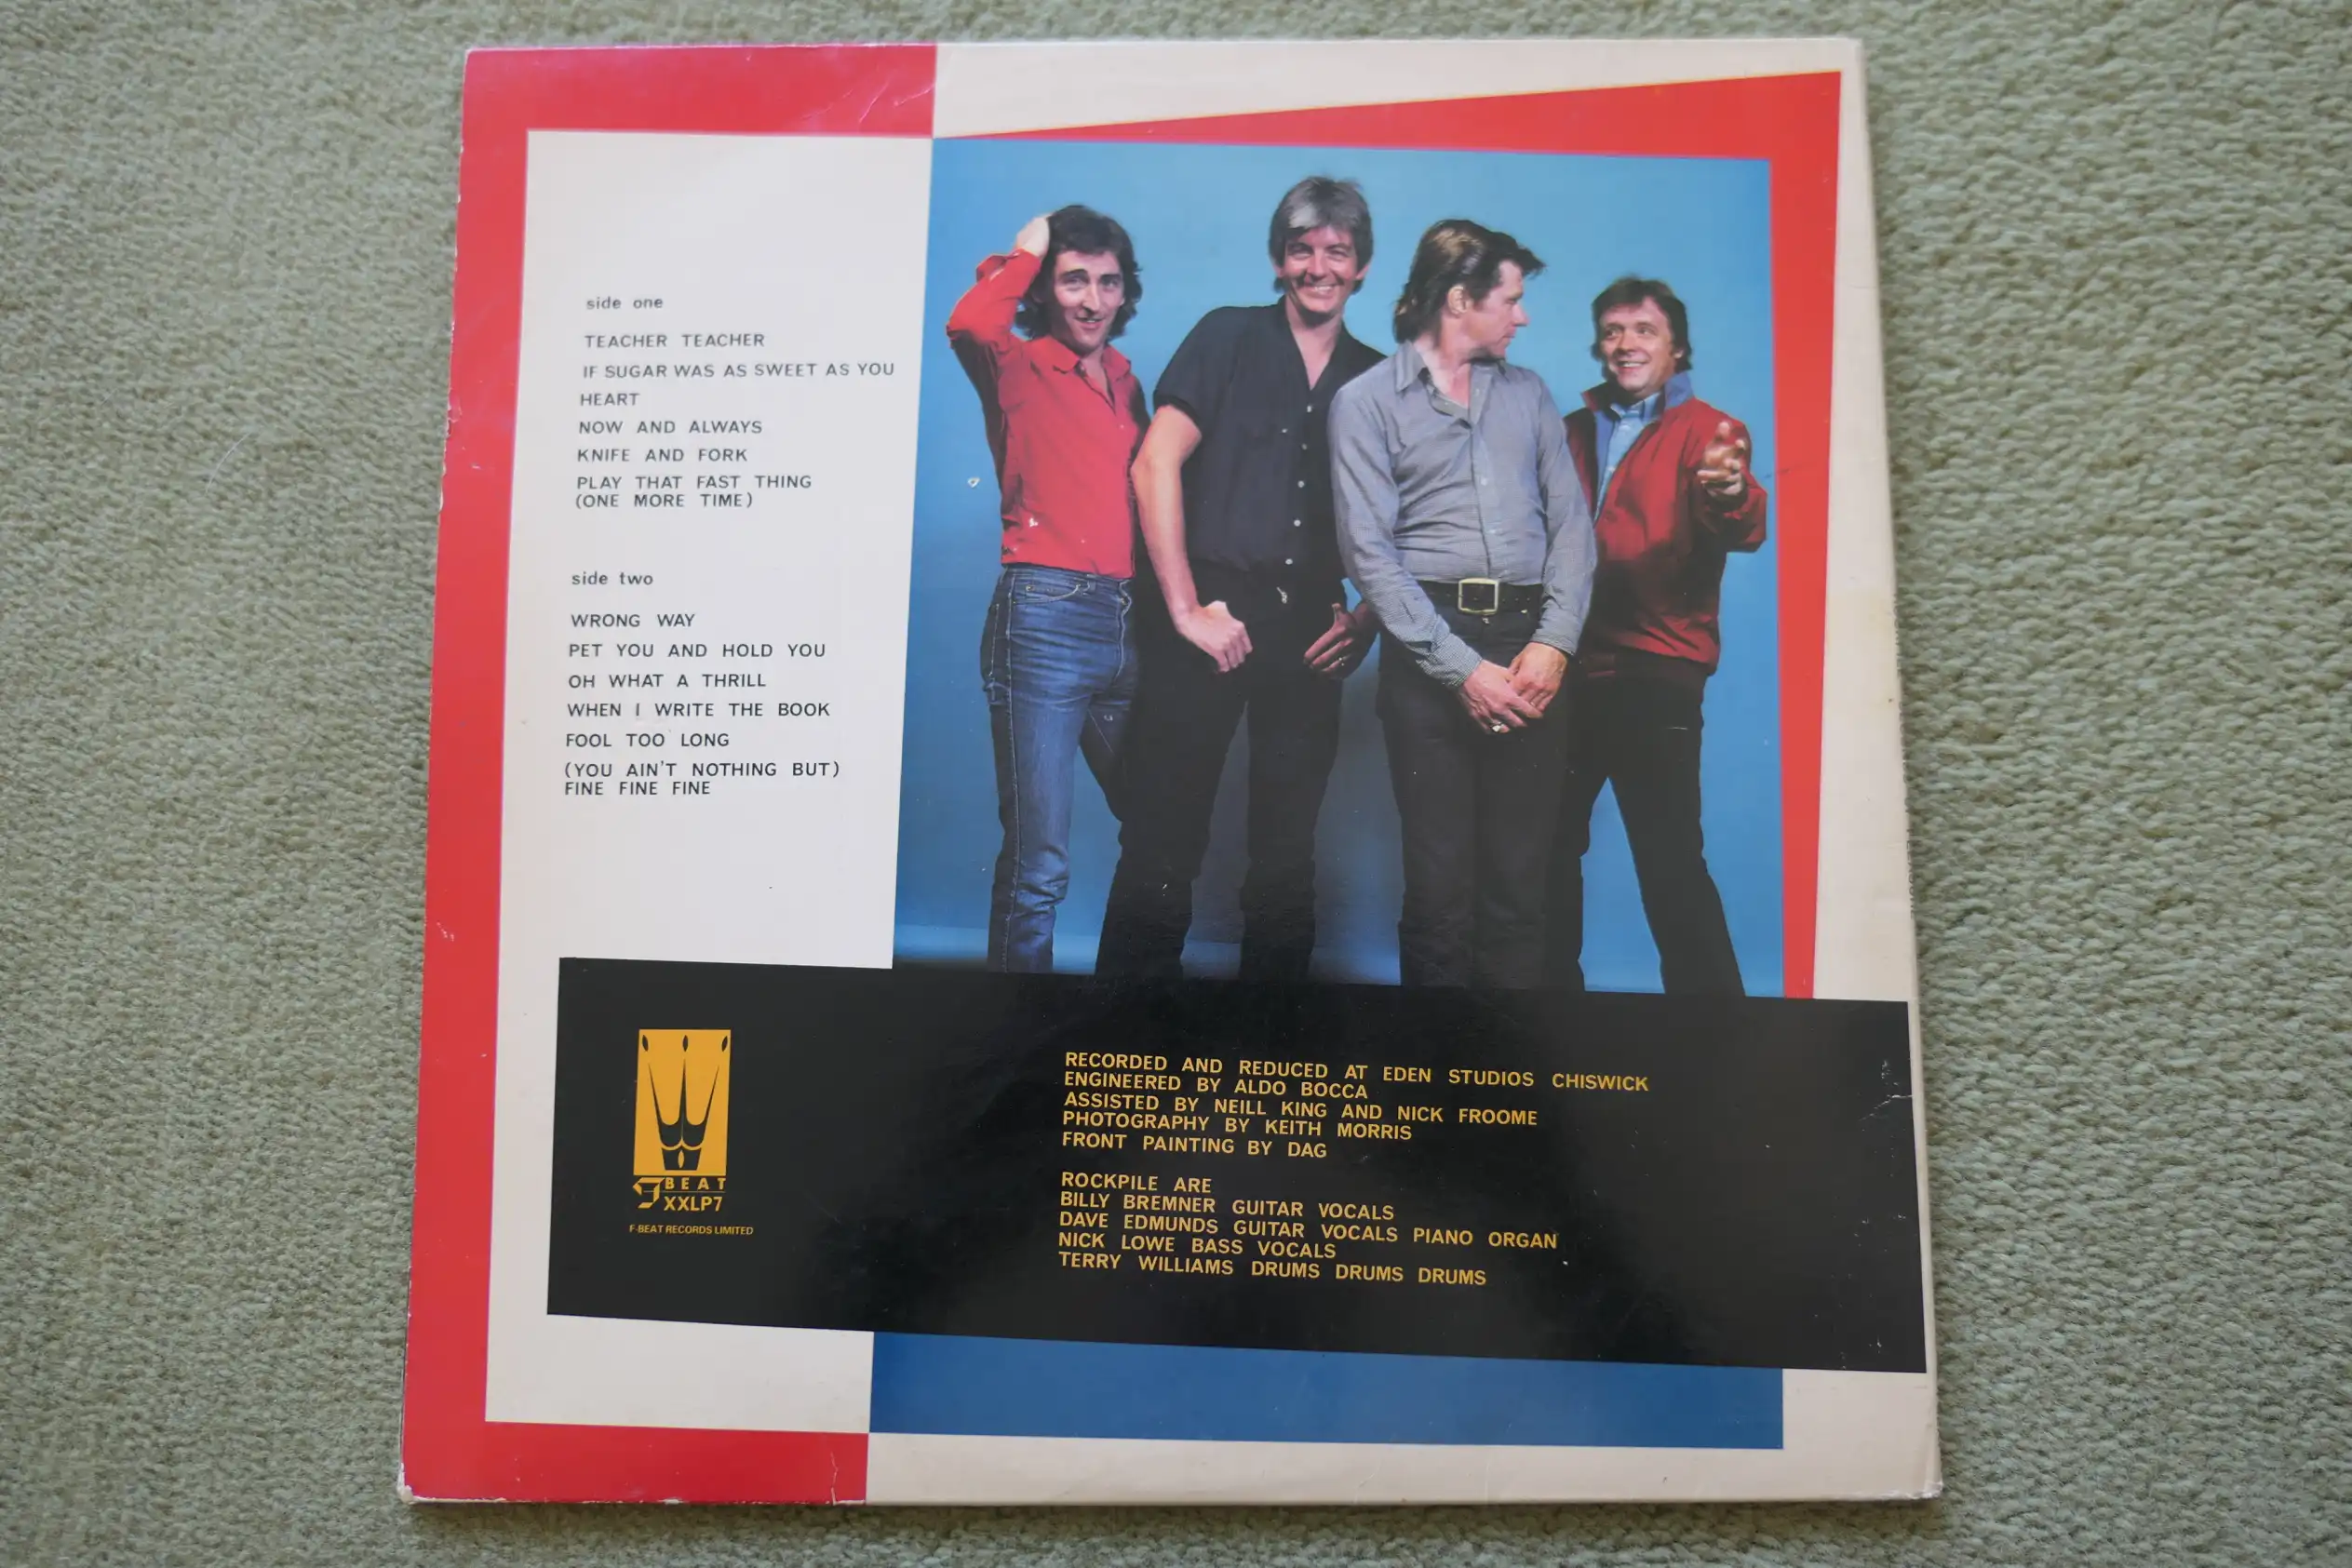 side one
TEACHER TEACHER
IF SUGAR WAS AS SWEET AS YOU
HEART
NOW AND ALWAYS
KNIFE AND FORK
PLAY THAT FAST THING
(ONE MORE TIME)
side two
WRONG WAY
PET YOU AND HOLD YOU
OH WHAT A THRILL
WHEN I WRITE THE BOOK
FOOL TOO LONG
(YOU AIN'T NOTHING BUT)
FINE FINE FINE
F BEAT
XXLP7
F-BEAT RECORDS LIMITED
RECORDED AND REDUCED AT EDEN STUDIOS CHISWICK
ENGINEERED BY ALDO BOCCA
ASSISTED BY NEILL KING AND NICK FROOME
PHOTOGRAPHY BY KEITH MORRIS
FRONT PAINTING BY DAG
ROCKPILE ARE
BILLY BREMNER GUITAR VOCALS
DAVE EDMUNDS GUITAR VOCALS PIANO ORGAN
NICK LOWE BASS VOCALS
TERRY WILLIAMS DRUMS DRUMS DRUMS